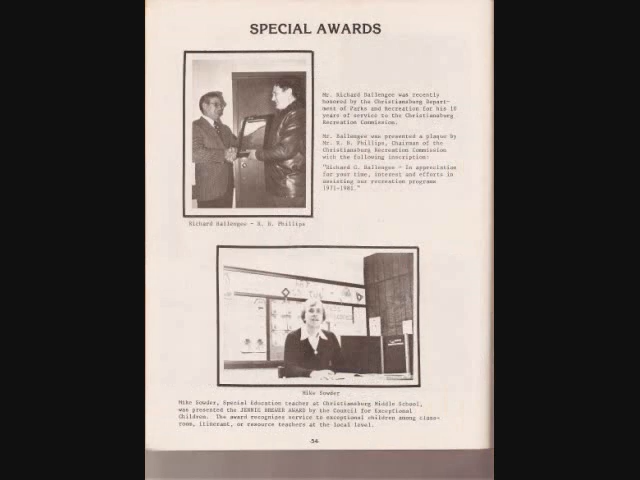 SPECIAL AWARDS
Mr. Richard Ballengee was recently
honored by the Christiansburg Depart-
ment of Parks and Recreation for his 10
years of service to the Christiansburg
Recreation Commission.
Mr. Ballengee was presented a plaque by
Mr. R. B. Phillips, Chairman of the
Christiansburg Recreation Commission
with the following inscription:
"Richard G. Ballengee - In appreciation
for your time, interest and efforts in
assisting our recreation programs
1971-1981."
Richard Ballengee - R. B. Phillips
Mike Sowder
Mike Sowder, Special Education teacher at Christiansburg Middle School,
was presented the JENNIE BREWER AWARD by the Council for Exceptional
Children. The award recognizes service to exceptional children among class-
room, itinerant, or resource teachers at the local level.
-54-